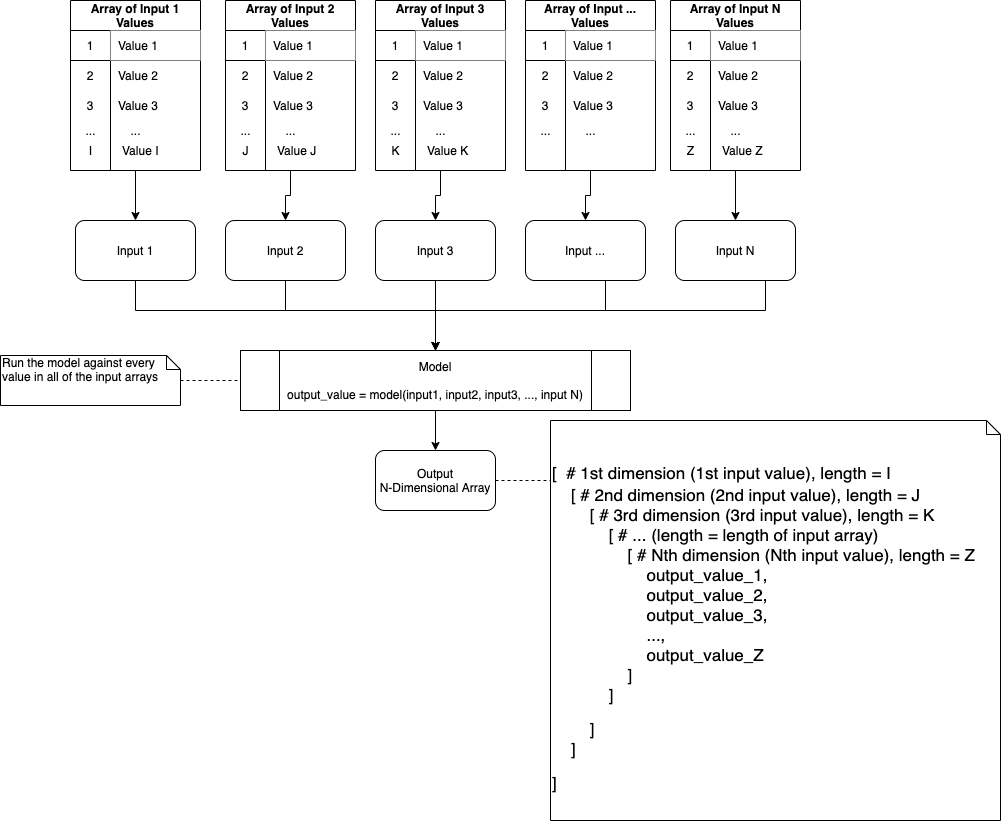 Array of Input 1
Values
1 Value 1
2 Value 2
3 Value 3
... ...
I Value I
Array of Input 2
Values
1 Value 1
2 Value 2
3 Value 3
... ...
J Value J
Array of Input 3
Values
1 Value 1
2 Value 2
3 Value 3
... ...
K Value K
Array of Input ...
Values
1 Value 1
2 Value 2
3 Value 3
... ...
Array of Input N
Values
1 Value 1
2 Value 2
3 Value 3
... ...
Z Value Z
Input 1
Input 2
Input 3
Input ...
Input N
Run the model against every
value in all of the input arrays
Model
output_value = model(input1, input2, input3, ..., input N)
Output
N-Dimensional Array
[ # 1st dimension (1st input value), length = I
[ # 2nd dimension (2nd input value), length = J
[ # 3rd dimension (3rd input value), length = K
[ # ... (length = length of input array)
[ # Nth dimension (Nth input value), length = Z
output_value_1,
output_value_2,
output_value_3,
...,
output_value_Z
]
]
]
]
]